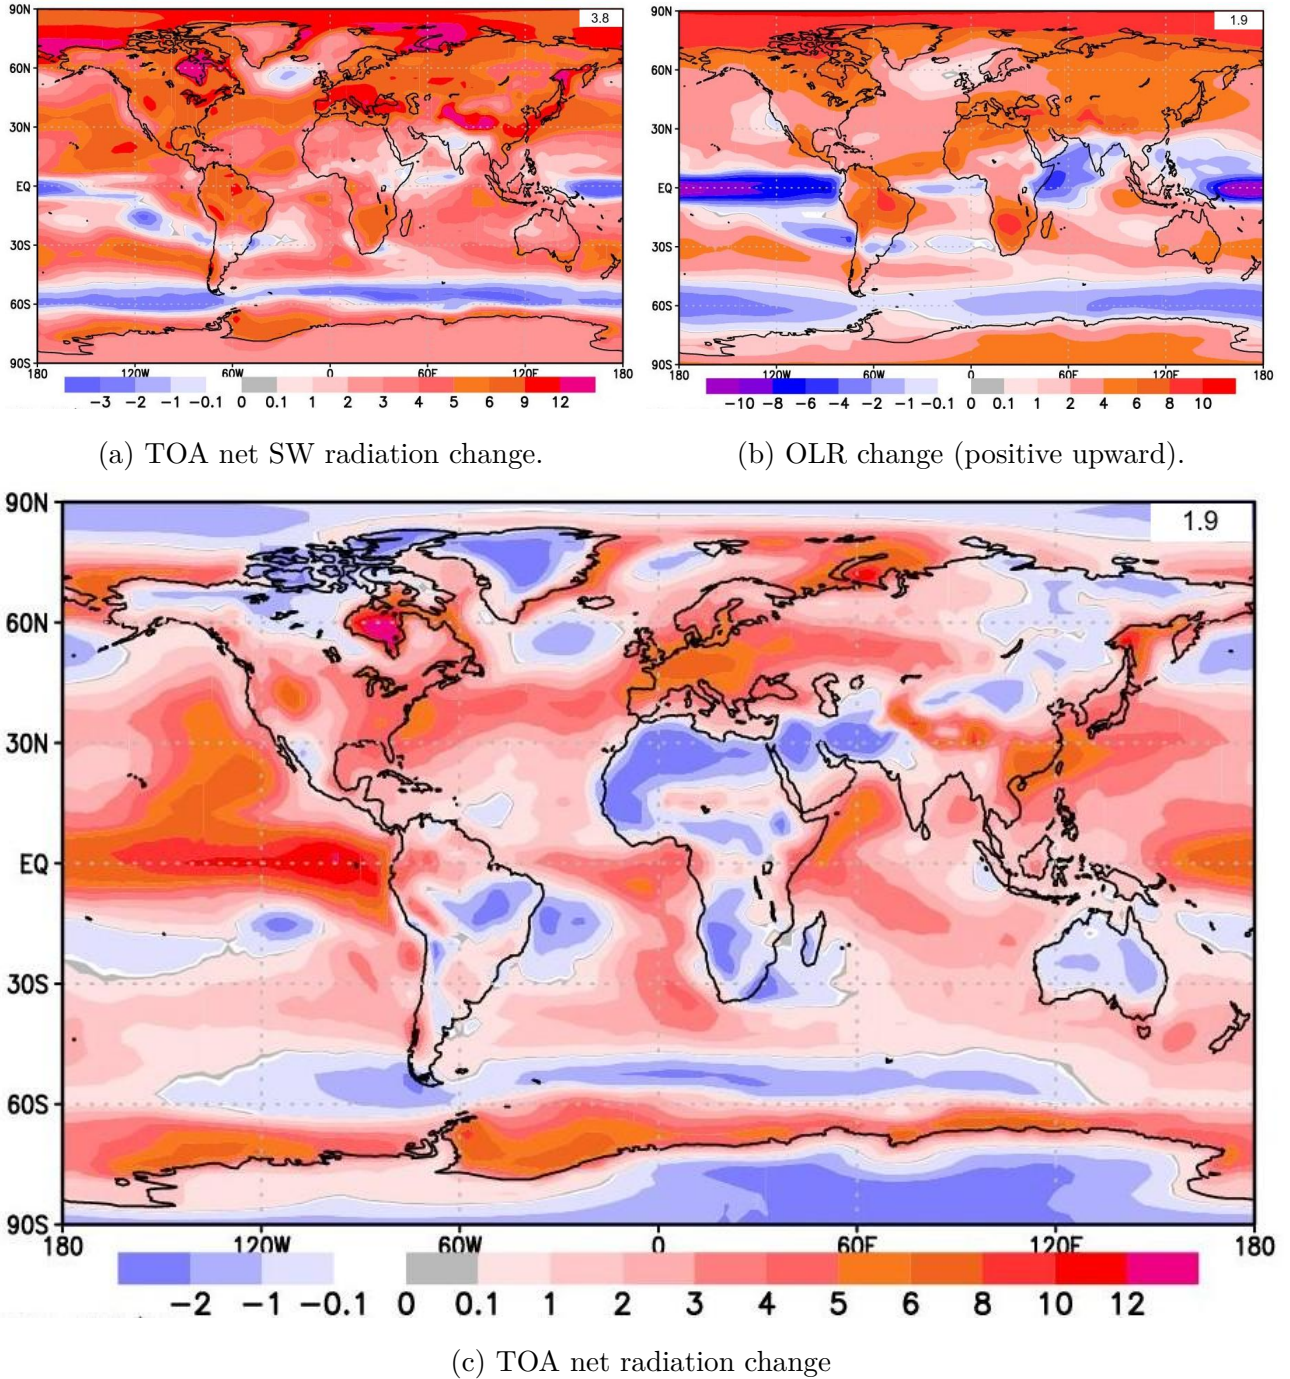 90N
3.8
60N
30N
EQ
30S
60S
90S
180 120W 60W 0 60E 120E 180
−3 −2 −1 −0.1 0 0.1 1 2 3 4 5 6 9 12
(a) TOA net SW radiation change.
90N
1.9
60N
30N
EQ
30S
60S
90S
180 120W 60W 0 60E 120E 180
−10 −8 −6 −4 −2 −1 −0.1 0 0.1 1 2 4 6 8 10
(b) OLR change (positive upward).
90N
1.9
60N
30N
EQ
30S
60S
90S
180 120W 60W 0 60E 120E 180
−2 −1 −0.1 0 0.1 1 2 3 4 5 6 8 10 12
(c) TOA net radiation change